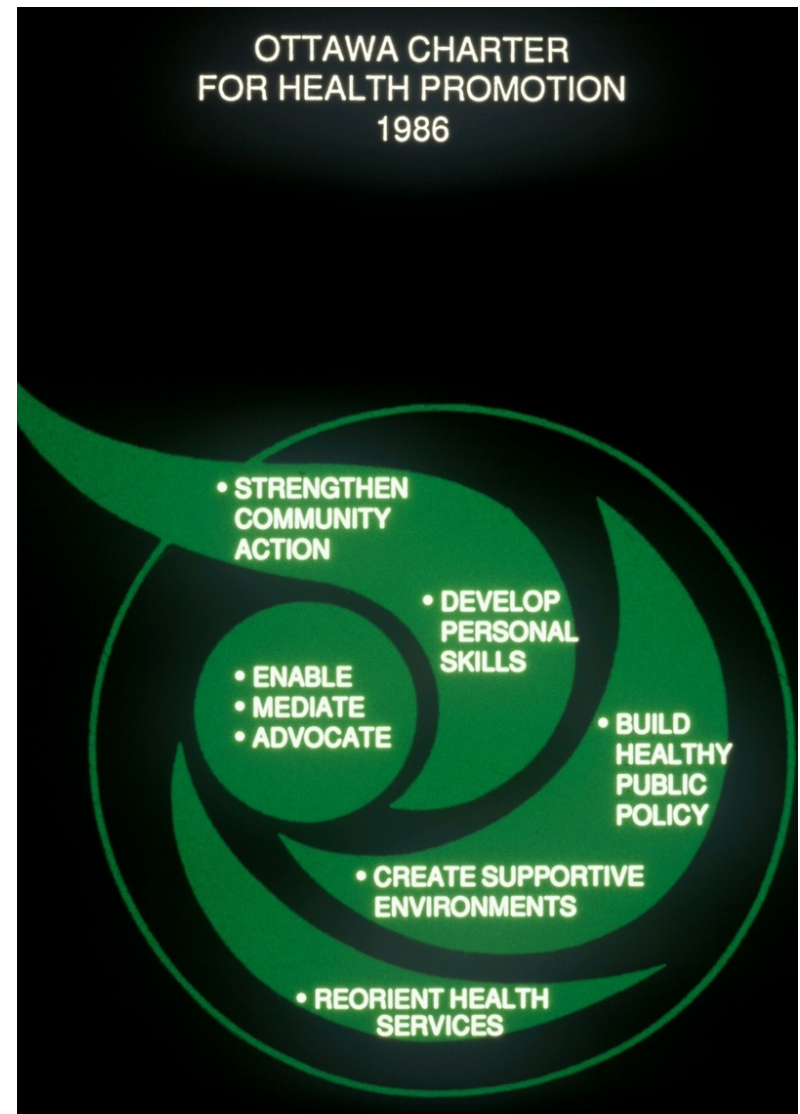 OTTAWA CHARTER
FOR HEALTH PROMOTION
1986
• STRENGTHEN
COMMUNITY
ACTION
• DEVELOP
PERSONAL
SKILLS
• ENABLE
• MEDIATE
• ADVOCATE
• BUILD
HEALTHY
PUBLIC
POLICY
• CREATE SUPPORTIVE
ENVIRONMENTS
• REORIENT HEALTH
SERVICES